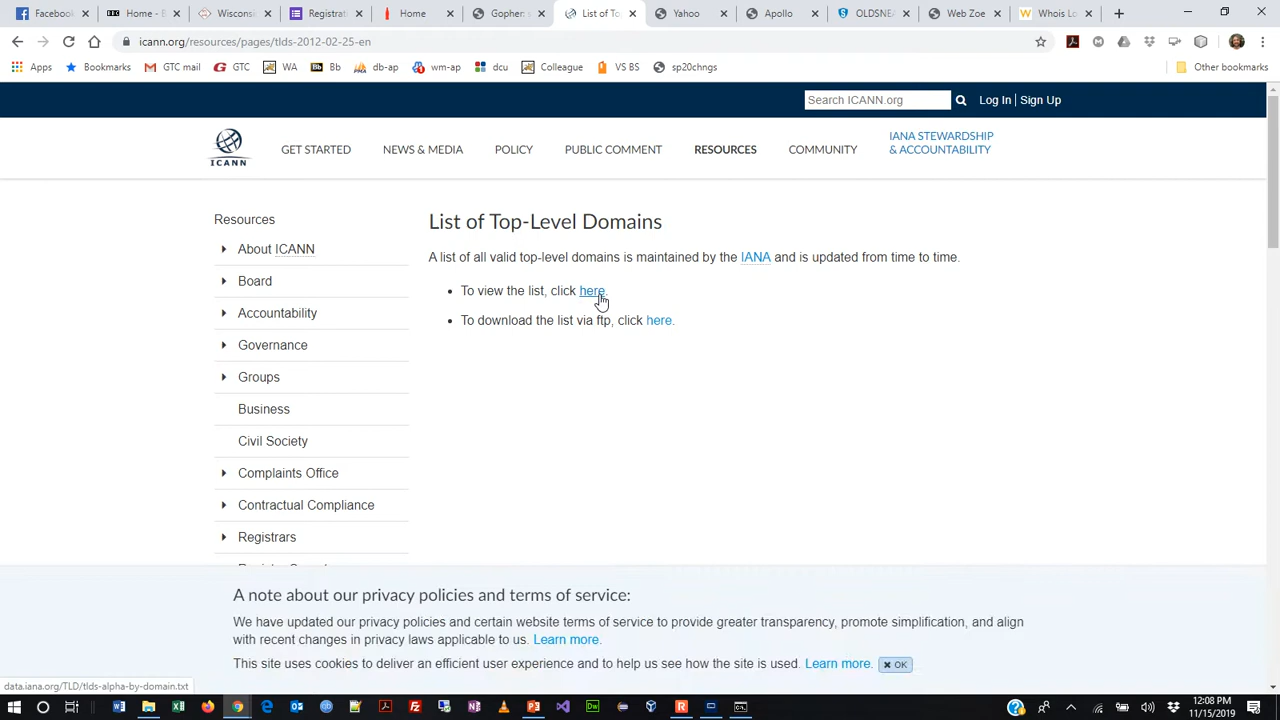 Facebook
Home - B
Wisconsi
Registrati
Home
Gopher: s
List of To
Yahoo
Apollo
OLDSNEA
Web Zoe
Whois Lo
icann.org/resources/pages/tlds-2012-02-25-en
Apps Bookmarks GTC mail GTC WA Bb db-ap wm-ap dcu Colleague VS BS sp20chngs Other bookmarks
Search ICANN.org Log In | Sign Up
ICANN
GET STARTED NEWS & MEDIA POLICY PUBLIC COMMENT RESOURCES COMMUNITY IANA STEWARDSHIP
& ACCOUNTABILITY
Resources
About ICANN
Board
Accountability
Governance
Groups
Business
Civil Society
Complaints Office
Contractual Compliance
Registrars
List of Top-Level Domains
A list of all valid top-level domains is maintained by the IANA and is updated from time to time.
• To view the list, click here.
• To download the list via ftp, click here.
A note about our privacy policies and terms of service:
We have updated our privacy policies and certain website terms of service to provide greater transparency, promote simplification, and align
with recent changes in privacy laws applicable to us. Learn more.
This site uses cookies to deliver an efficient user experience and to help us see how the site is used. Learn more. × OK
data.iana.org/TLD/tlds-alpha-by-domain.txt
12:08 PM
11/15/2019